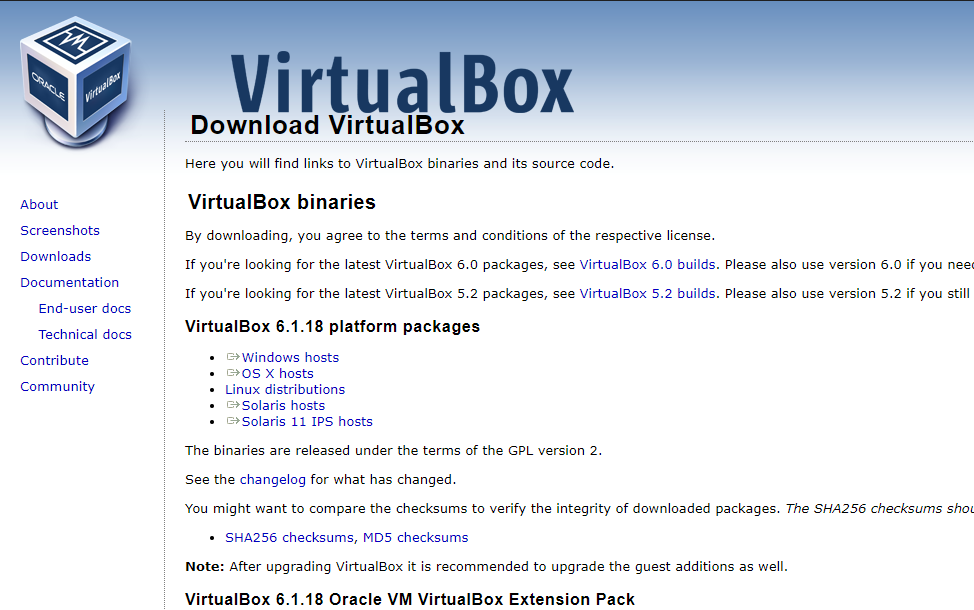 ORACLE
VirtualBox
VirtualBox
Download VirtualBox
Here you will find links to VirtualBox binaries and its source code.
About
Screenshots
Downloads
Documentation
End-user docs
Technical docs
Contribute
Community
VirtualBox binaries
By downloading, you agree to the terms and conditions of the respective license.
If you're looking for the latest VirtualBox 6.0 packages, see VirtualBox 6.0 builds. Please also use version 6.0 if you
If you're looking for the latest VirtualBox 5.2 packages, see VirtualBox 5.2 builds. Please also use version 5.2 if you still
VirtualBox 6.1.18 platform packages
Windows hosts
OS X hosts
Linux distributions
Solaris hosts
Solaris 11 IPS hosts
The binaries are released under the terms of the GPL version 2.
See the changelog for what has changed.
You might want to compare the checksums to verify the integrity of downloaded packages. The SHA256 checksums
SHA256 checksums, MD5 checksums
Note: After upgrading VirtualBox it is recommended to upgrade the guest additions as well.
VirtualBox 6.1.18 Oracle VM VirtualBox Extension Pack